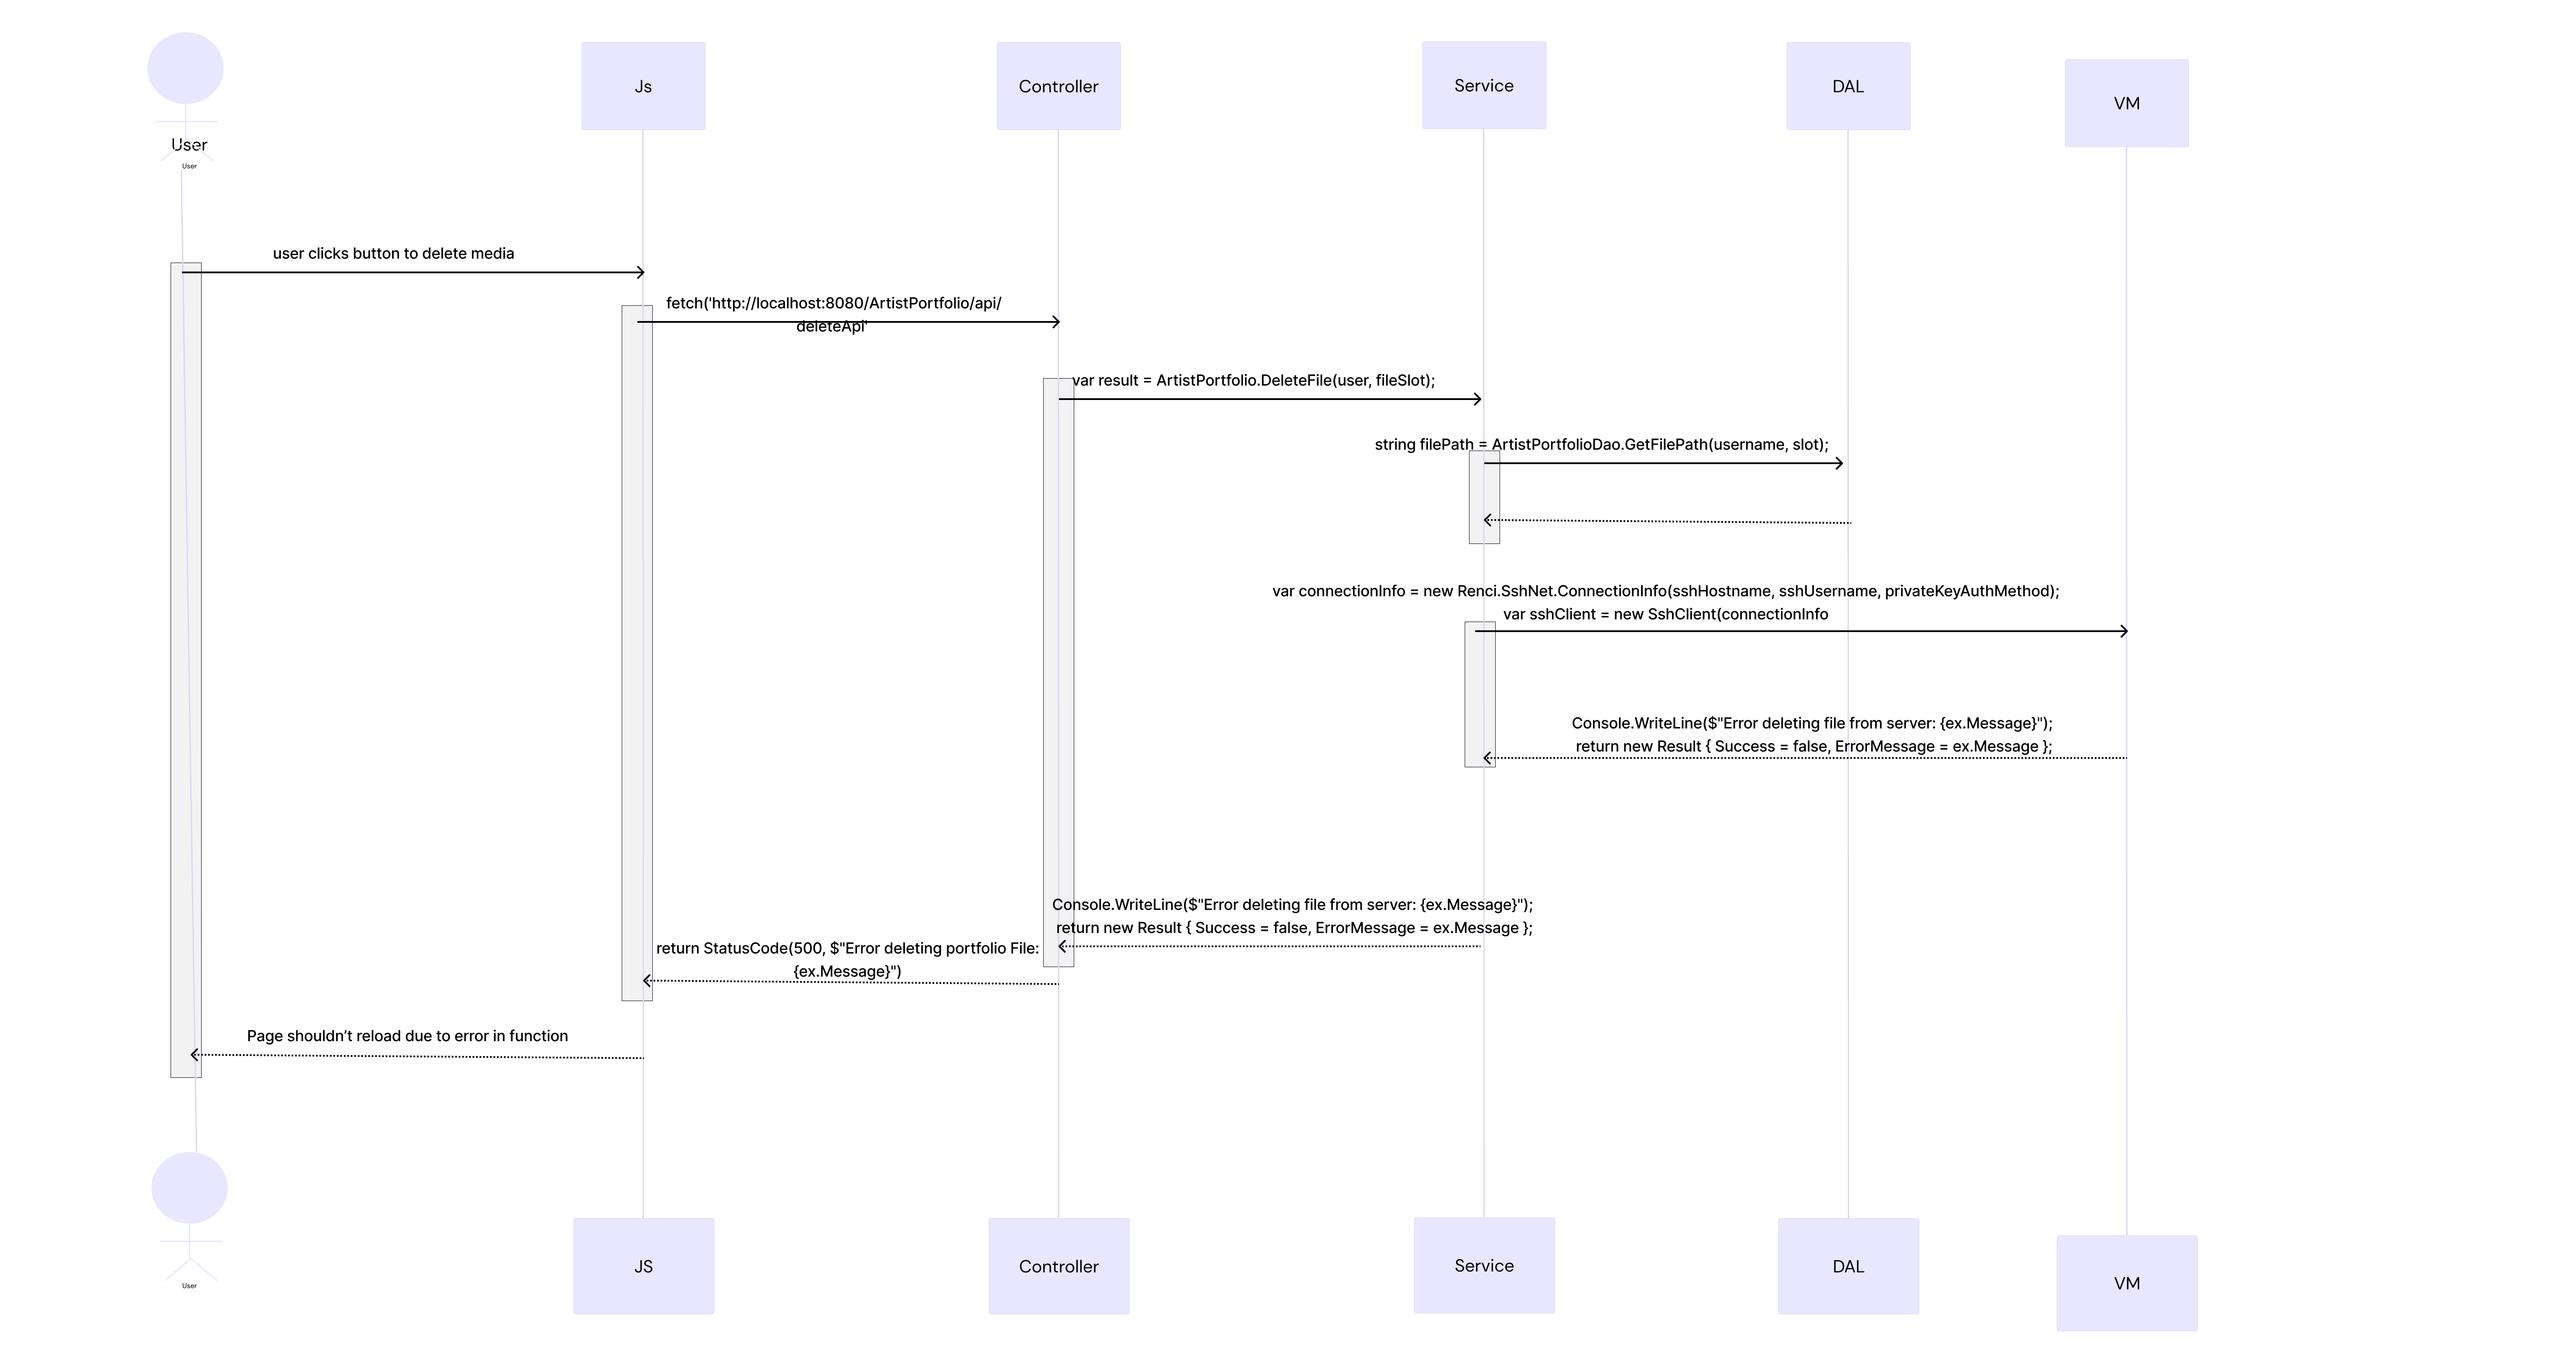 Js
Controller
Service
DAL
VM
User
User
user clicks button to delete media
fetch('http://localhost:8080/ArtistPortfolio/api/
deleteApi'
var result = ArtistPortfolio.DeleteFile(user, fileSlot);
string filePath = ArtistPortfolioDao.GetFilePath(username, slot);
var connectionInfo = new Renci.SshNet.ConnectionInfo(sshHostname, sshUsername, privateKeyAuthMethod);
var sshClient = new SshClient(connectionInfo
Console.WriteLine($"Error deleting file from server: {ex.Message}");
return new Result { Success = false, ErrorMessage = ex.Message };
Console.WriteLine($"Error deleting file from server: {ex.Message}");
return new Result { Success = false, ErrorMessage = ex.Message };
return StatusCode(500, $"Error deleting portfolio File:
{ex.Message}")
Page shouldn’t reload due to error in function
User
JS
Controller
Service
DAL
VM